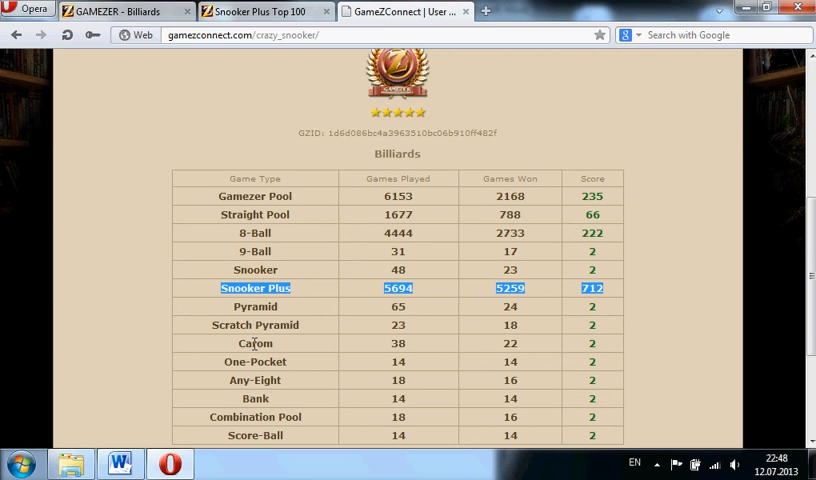 Opera
GAMEZER - Billiards
Snooker Plus Top 100
GameZConnect | User ...
Web
gamezconnect.com/crazy_snooker/
Search with Google
GAMEZER
GZID: 1d6d086bc4a3963510bc06b910ff482f
Billiards
Game Type Games Played Games Won Score
Gamezer Pool 6153 2168 235
Straight Pool 1677 788 66
8-Ball 4444 2733 222
9-Ball 31 17 2
Snooker 48 23 2
Snooker Plus 5694 5259 712
Pyramid 65 24 2
Scratch Pyramid 23 18 2
Carom 38 22 2
One-Pocket 14 14 2
Any-Eight 18 16 2
Bank 14 14 2
Combination Pool 18 16 2
Score-Ball 14 14 2
EN
22:48
12.07.2013